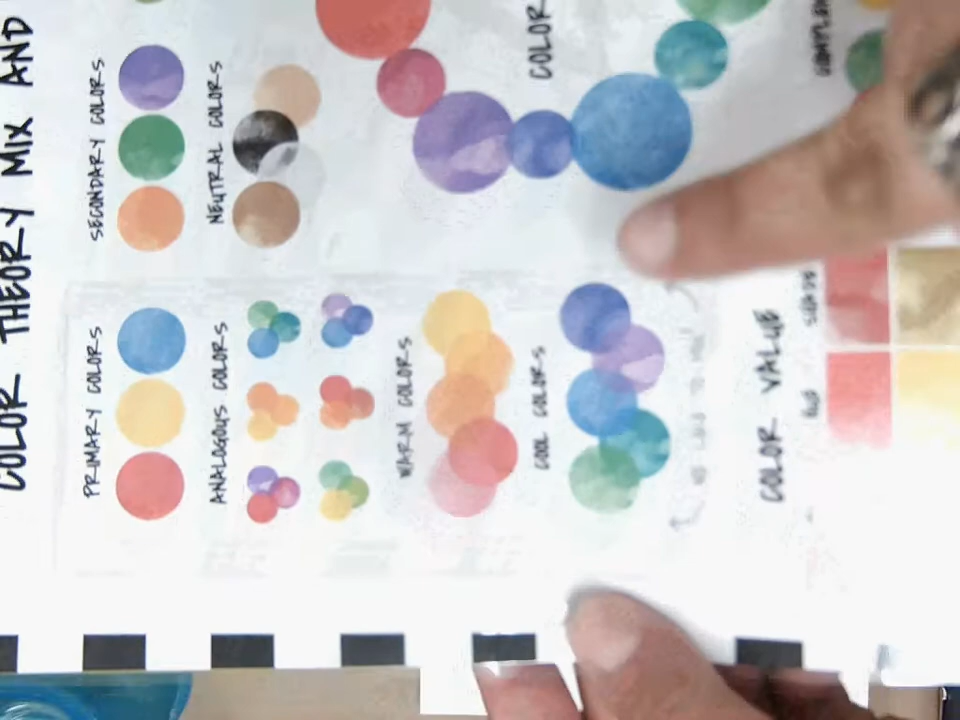 COLOR THEORY MIX AND
PRIMARY COLORS
SECONDARY COLORS
ANALOGOUS COLORS
NEUTRAL COLORS
WARM COLORS
COOL COLORS
COLOR
COLOR VALUE